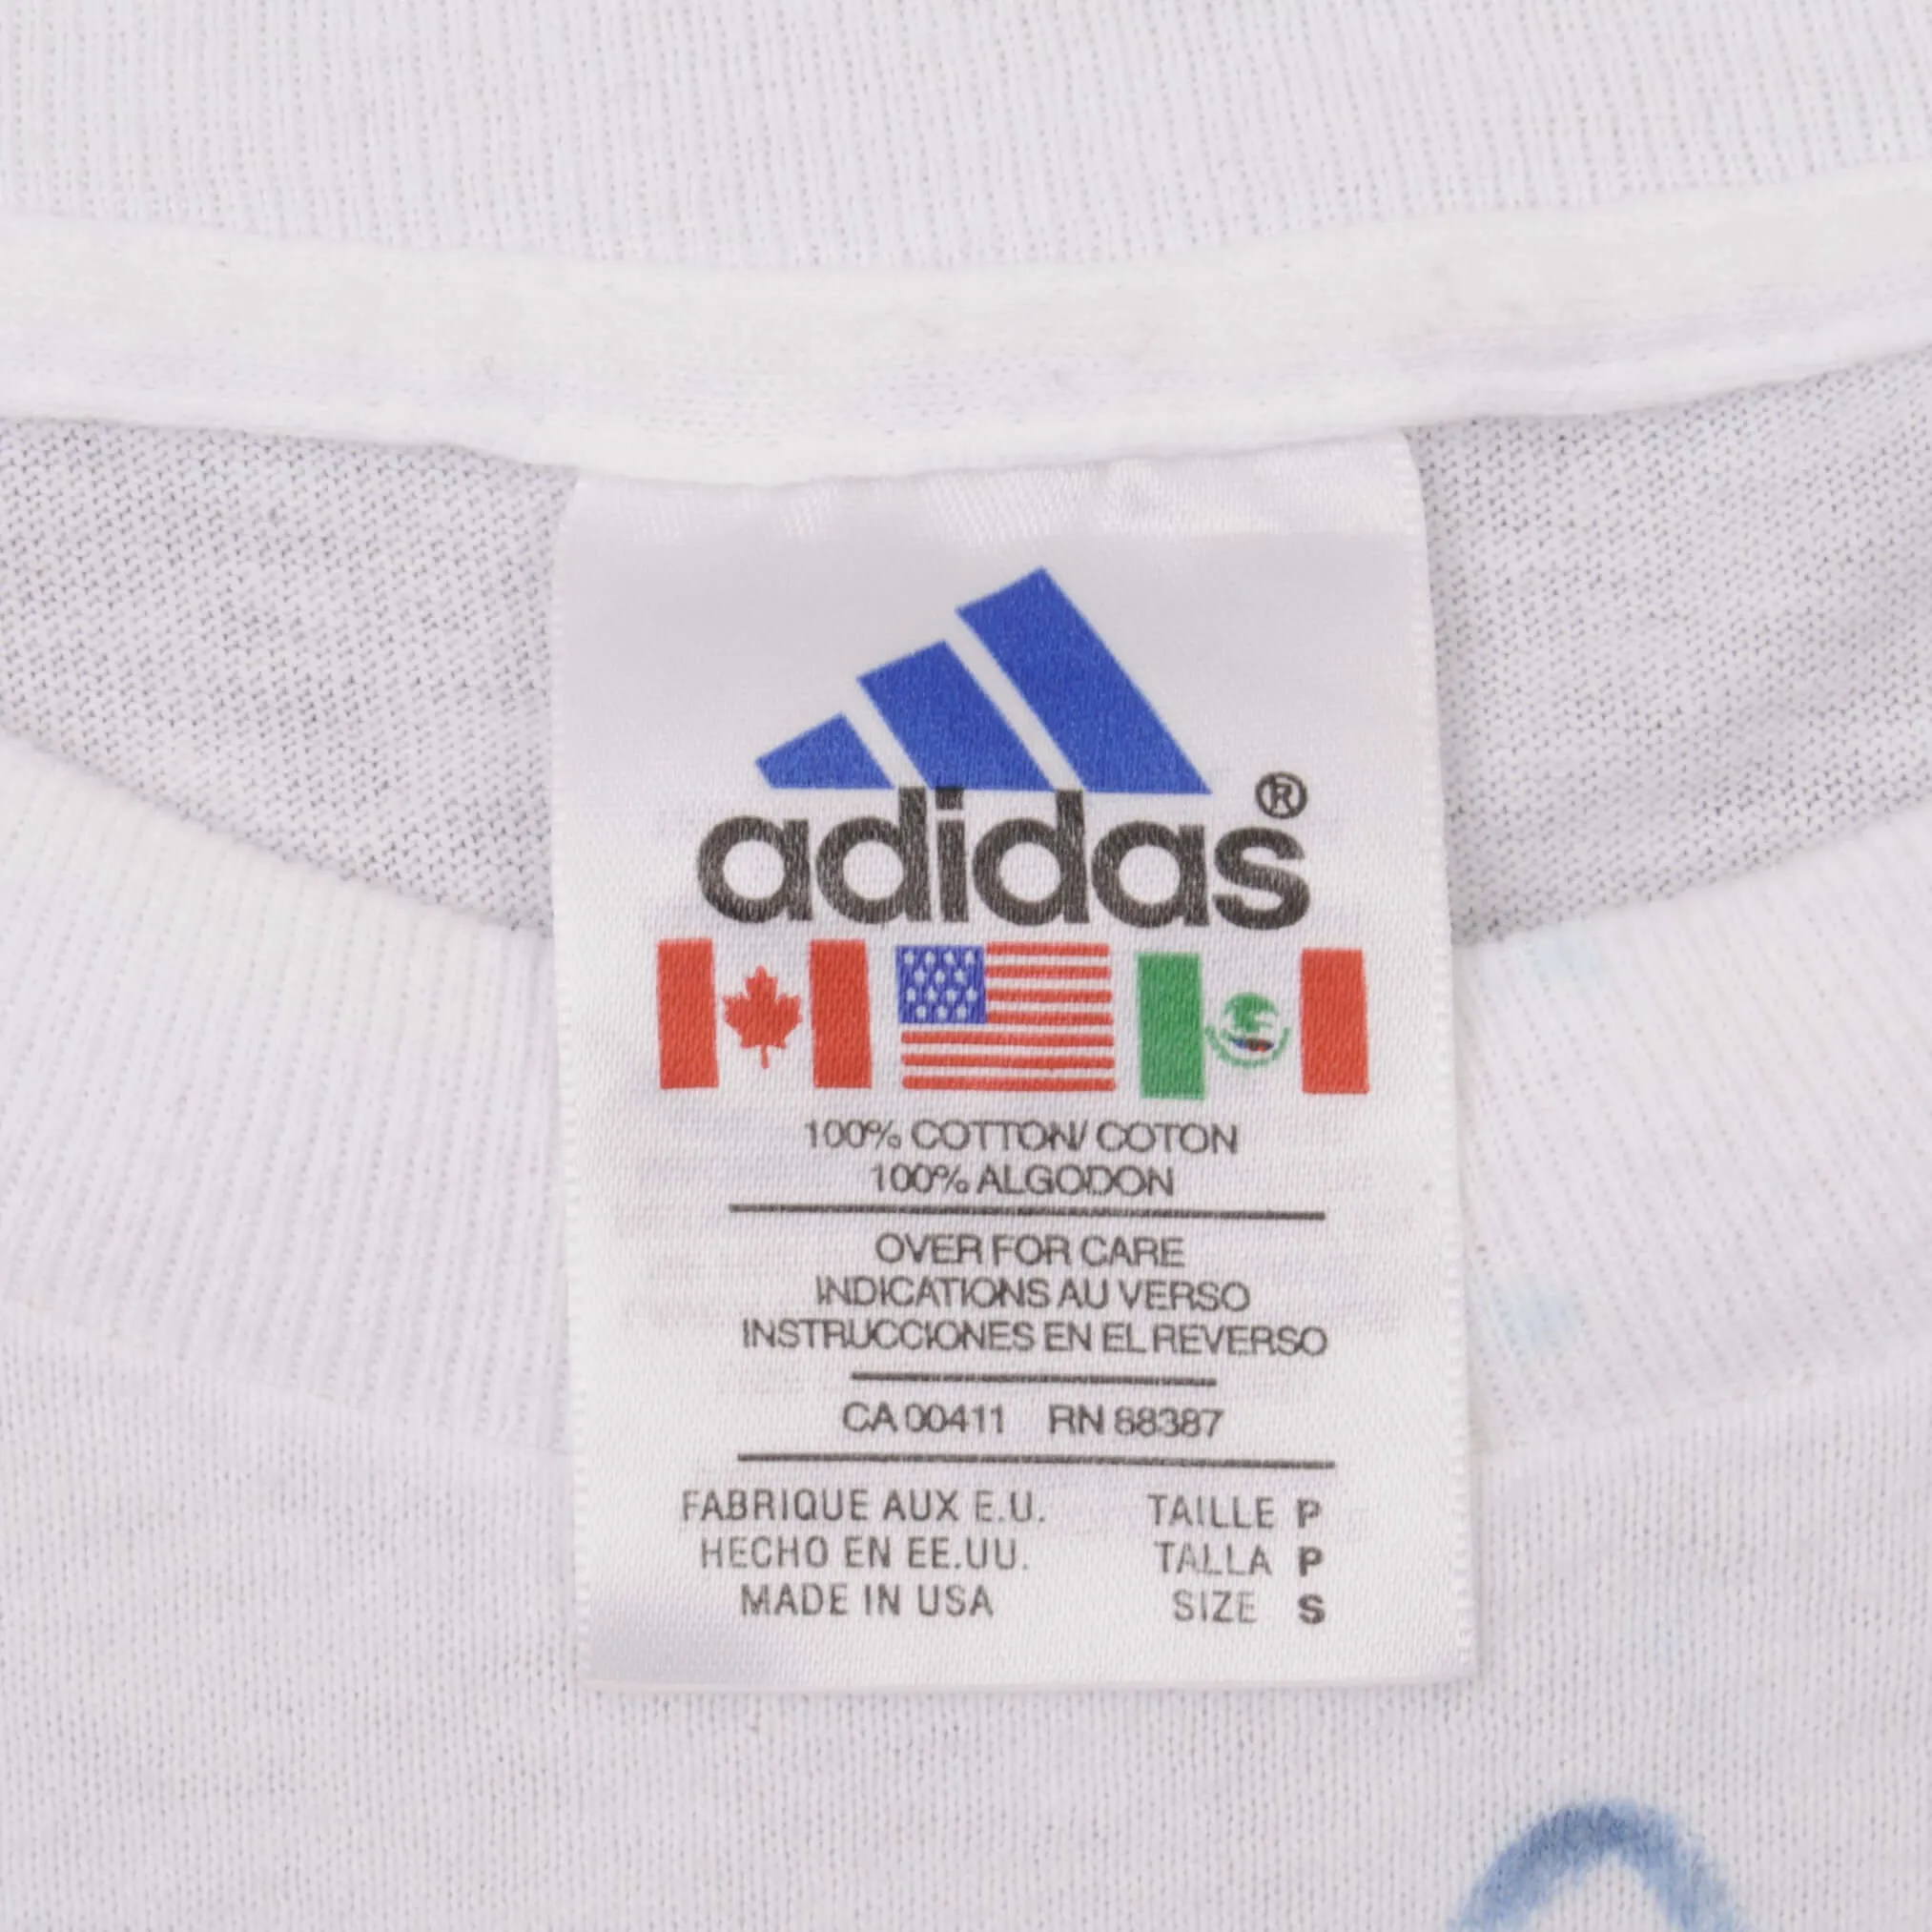 adidas®
100% COTTON/ COTON
100% ALGODON
OVER FOR CARE
INDICATIONS AU VERSO
INSTRUCCIONES EN EL REVERSO
CA 00411 RN 88387
FABRIQUE AUX E.U. TAILLE P
HECHO EN EE.UU. TALLA P
MADE IN USA SIZE S